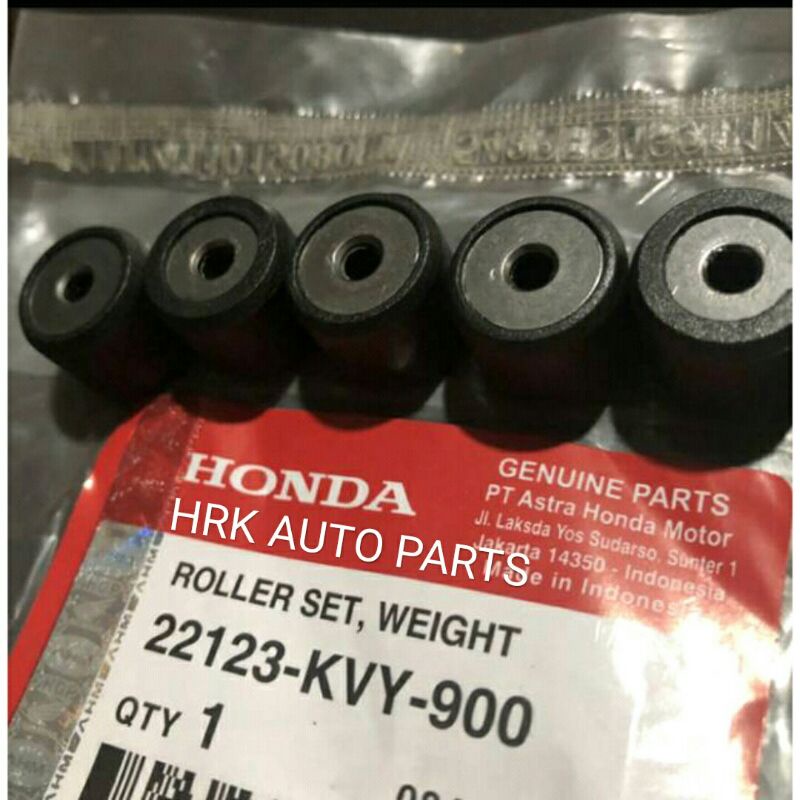 HONDA
GENUINE PARTS
PT Astra Honda Motor
Jl. Laksda Yos Sudarso, Sunter 1
Jakarta 14350 - Indonesia
Made in Indones
HRK AUTO PARTS
ROLLER SET, WEIGHT
22123-KVY-900
QTY 1